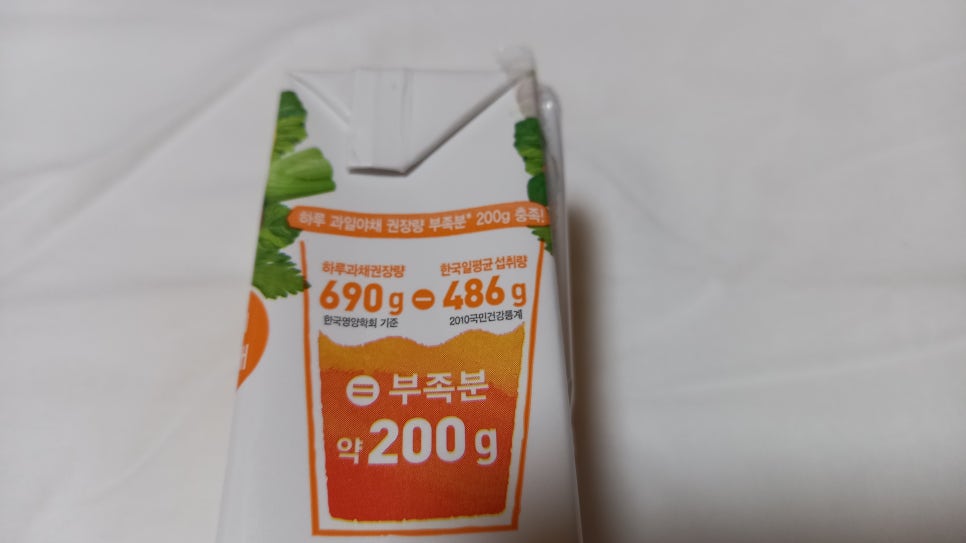 하루 과일야채 권장량 부족분* 200g 충족!
하루과채권장량 한국일평균 섭취량
690g - 486g
한국영양학회 기준 2010국민건강통계
= 부족분
약 200g